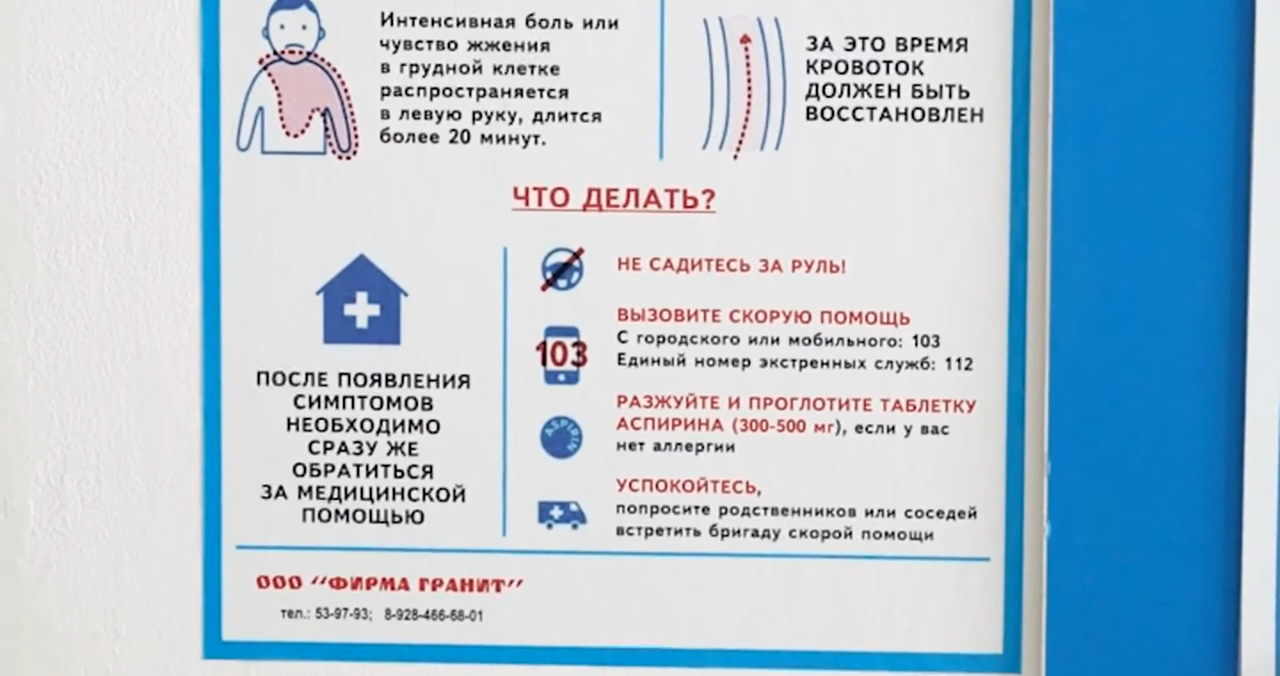 Интенсивная боль или
чувство жжения
в грудной клетке
распространяется
в левую руку, длится
более 20 минут.
ЗА ЭТО ВРЕМЯ
КРОВОТОК
ДОЛЖЕН БЫТЬ
ВОССТАНОВЛЕН
ЧТО ДЕЛАТЬ?
ПОСЛЕ ПОЯВЛЕНИЯ
СИМПТОМОВ
НЕОБХОДИМО
СРАЗУ ЖЕ
ОБРАТИТЬСЯ
ЗА МЕДИЦИНСКОЙ
ПОМОЩЬЮ
НЕ САДИТЕСЬ ЗА РУЛЬ!
103
ВЫЗОВИТЕ СКОРУЮ ПОМОЩЬ
С городского или мобильного: 103
Единый номер экстренных служб: 112
ASPIRIN
РАЗЖУЙТЕ И ПРОГЛОТИТЕ ТАБЛЕТКУ
АСПИРИНА (300-500 мг), если у вас
нет аллергии
УСПОКОЙТЕСЬ,
попросите родственников или соседей
встретить бригаду скорой помощи
ООО "ФИРМА ГРАНИТ"
тел.: 53-97-93; 8-928-466-68-01